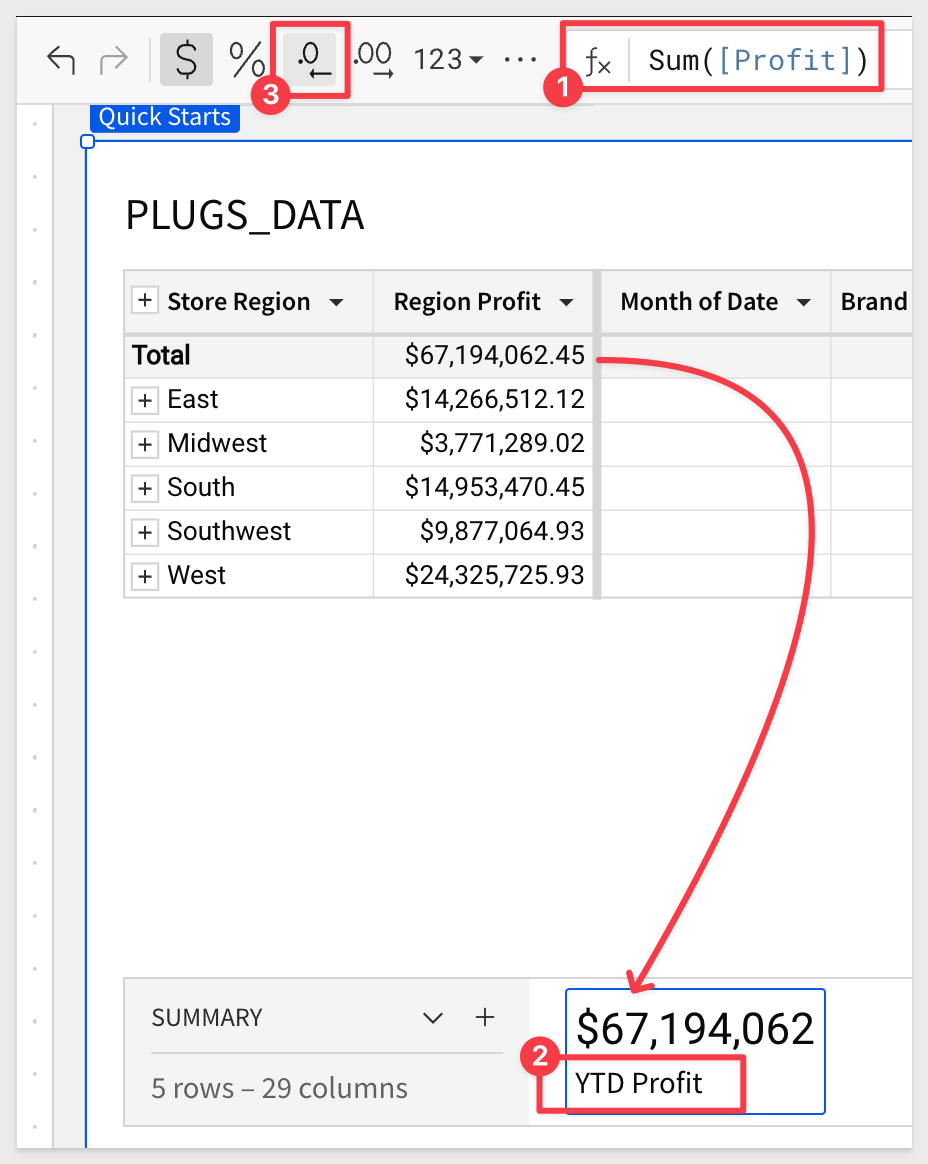 $ % .0 .00 123 ... fx Sum([Profit])
3 1
Quick Starts
PLUGS_DATA
Store Region Region Profit Month of Date Brand
Total $67,194,062.45
East $14,266,512.12
Midwest $3,771,289.02
South $14,953,470.45
Southwest $9,877,064.93
West $24,325,725.93
SUMMARY
5 rows – 29 columns
$67,194,062
2
YTD Profit